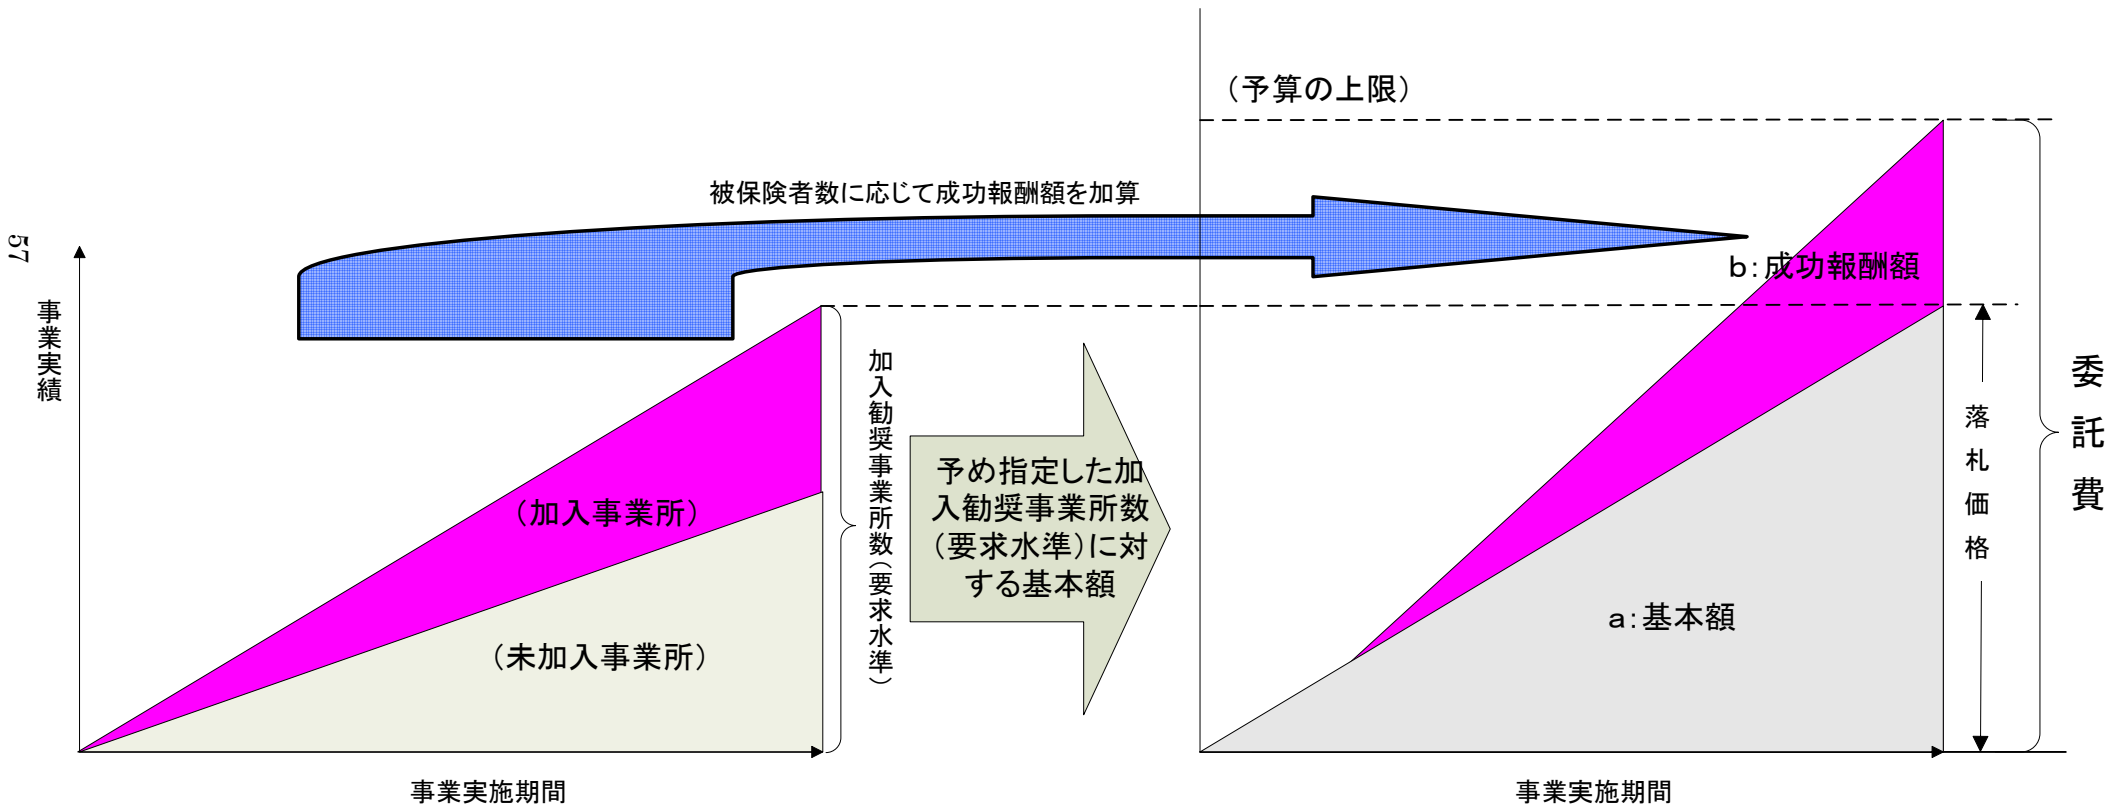 57
（予算の上限）
被保険者数に応じて成功報酬額を加算
事業実績
b：成功報酬額
加入勧奨事業所数（要求水準）
委託費
落札価格
予め指定した加
入勧奨事業所数
（要求水準）に対
する基本額
（加入事業所）
（未加入事業所）
a：基本額
事業実施期間
事業実施期間